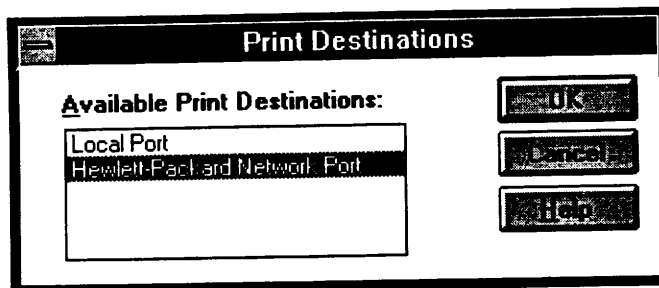 Print Destinations
Available Print Destinations:
Local Port
Hewlett-Packard Network Port
OK
Cancel
Help